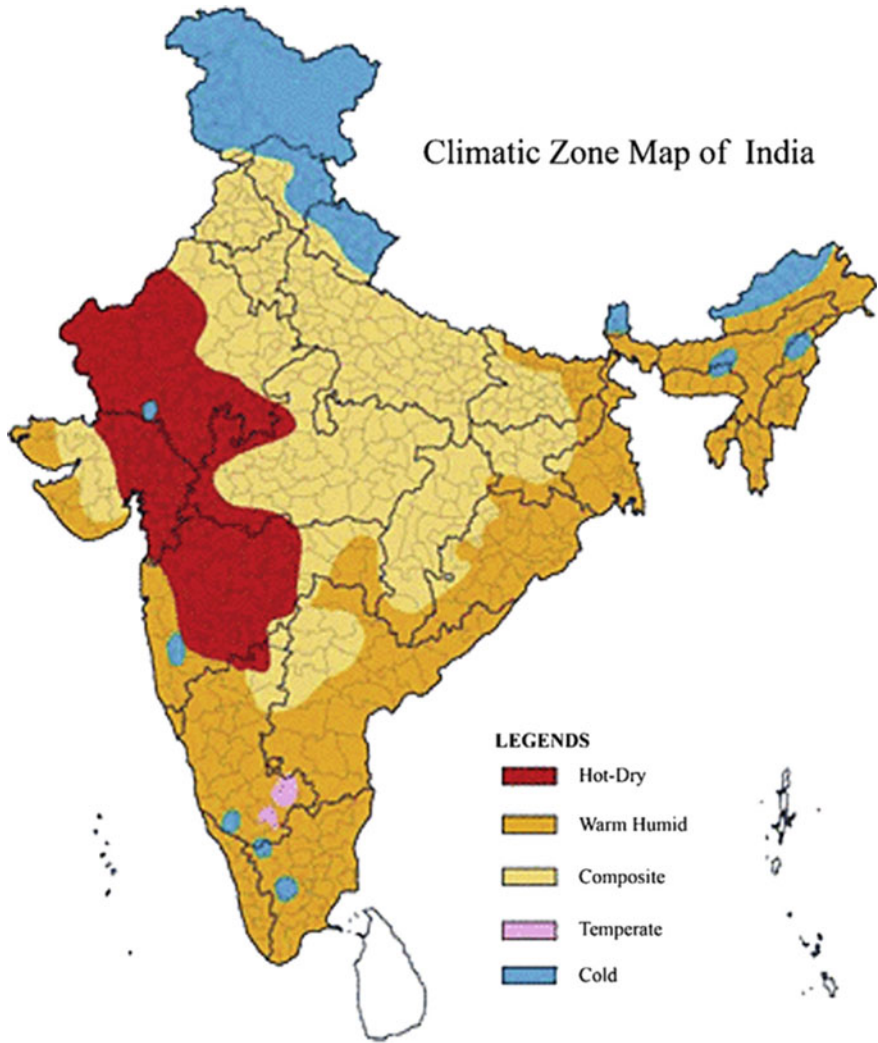 Climatic Zone Map of India
LEGENDS
Hot-Dry
Warm Humid
Composite
Temperate
Cold